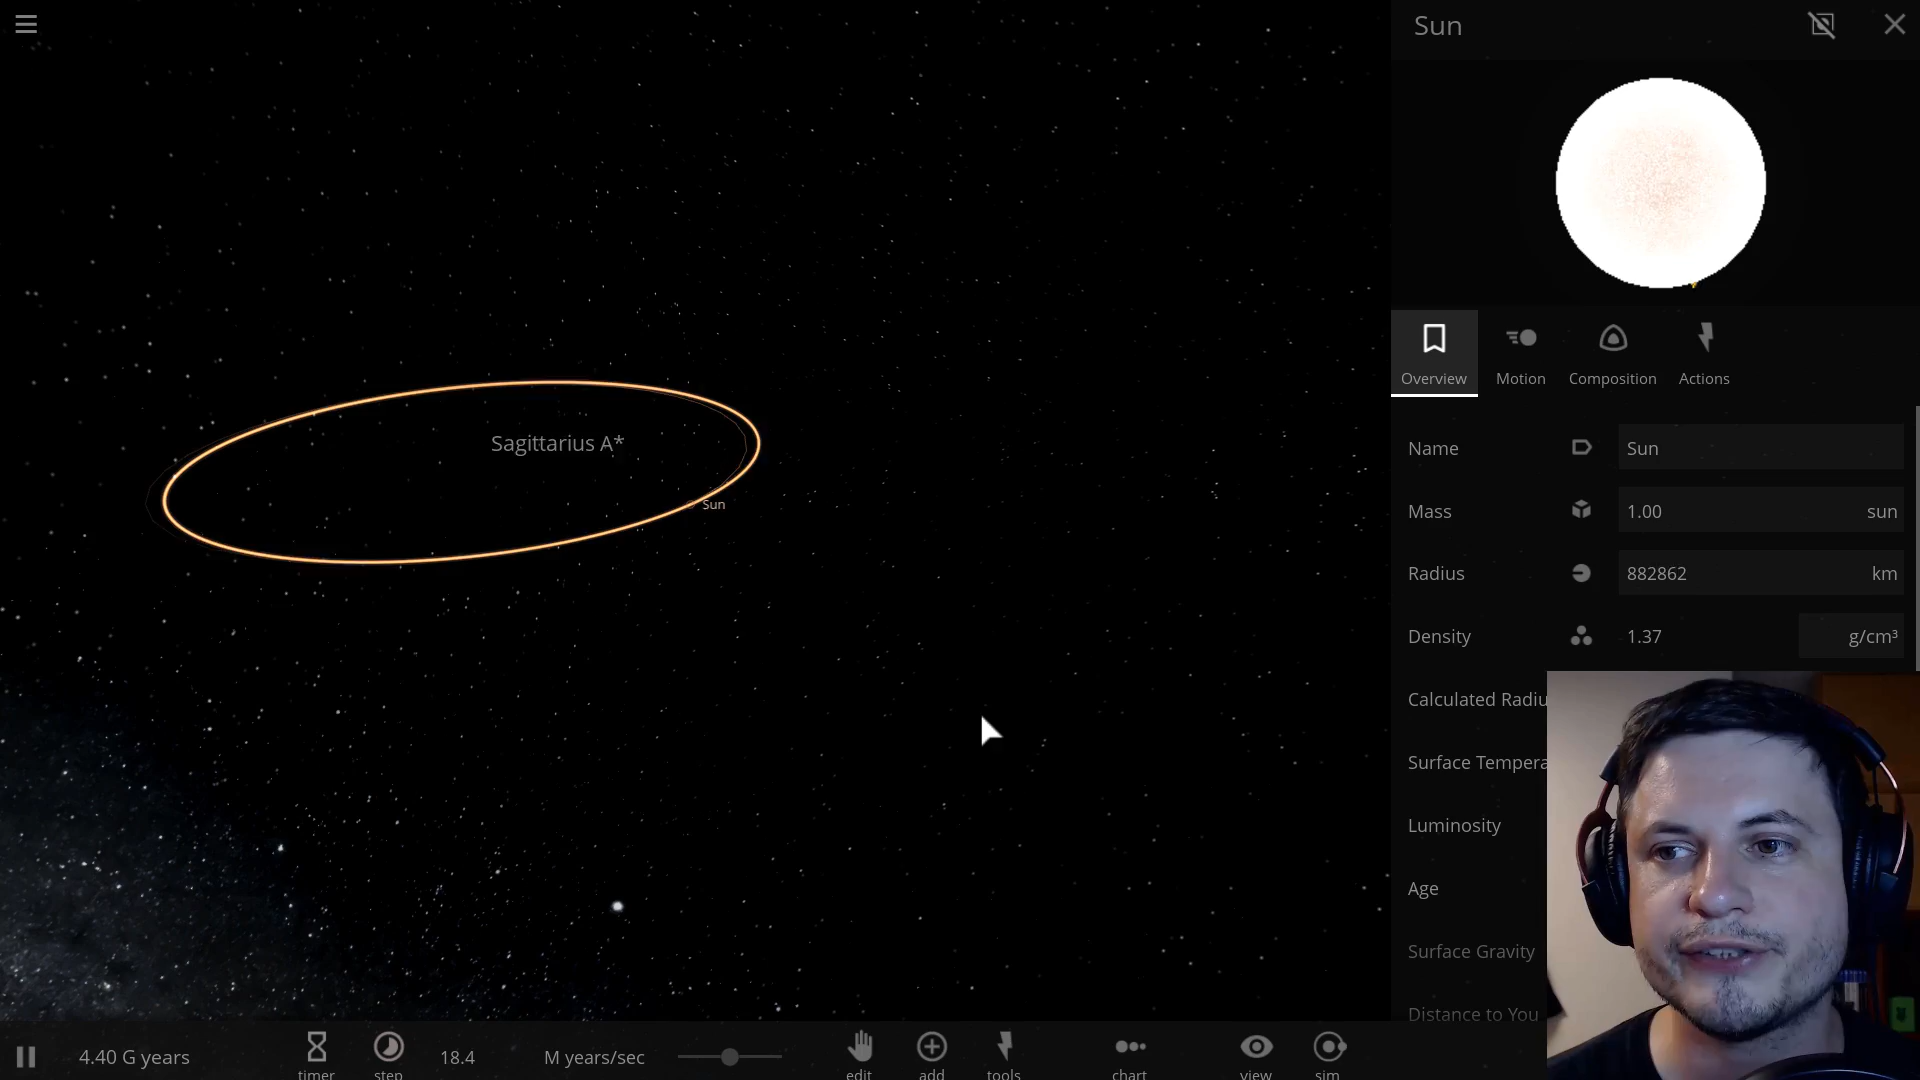 Sun
Sagittarius A*
Sun
Overview
Motion
Composition
Actions
Name Sun
Mass 1.00 sun
Radius 882862 km
Density 1.37 g/cm³
Calculated Radiu
Surface Tempera
Luminosity
Age
Surface Gravity
Distance to You
4.40 G years
timer
step
18.4 M years/sec
edit
add
tools
chart
view
sim